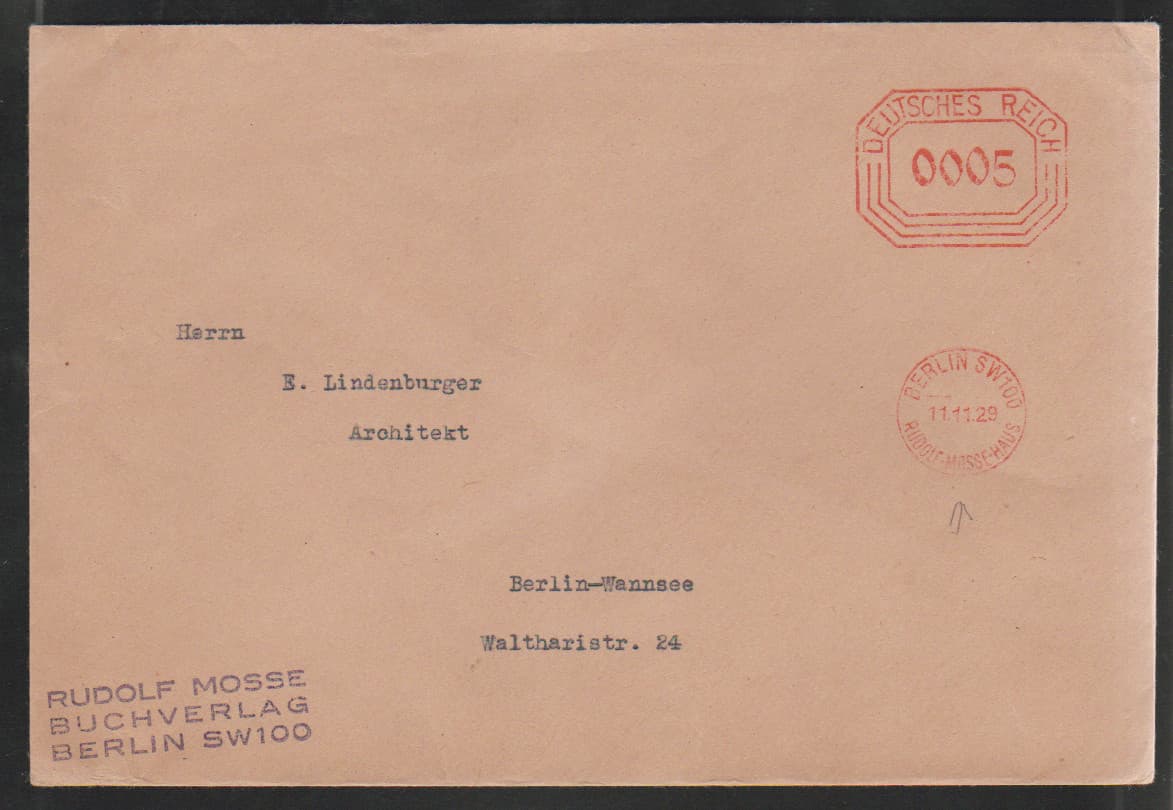 DEUTSCHES REICH
0005
Herrn
E. Lindenburger
Architekt
BERLIN SW100
11.11.29
RUDOLF-MOSSE-HAUS
Berlin-Wannsee
Waltharistr. 24
RUDOLF MOSSE
BUCHVERLAG
BERLIN SW100